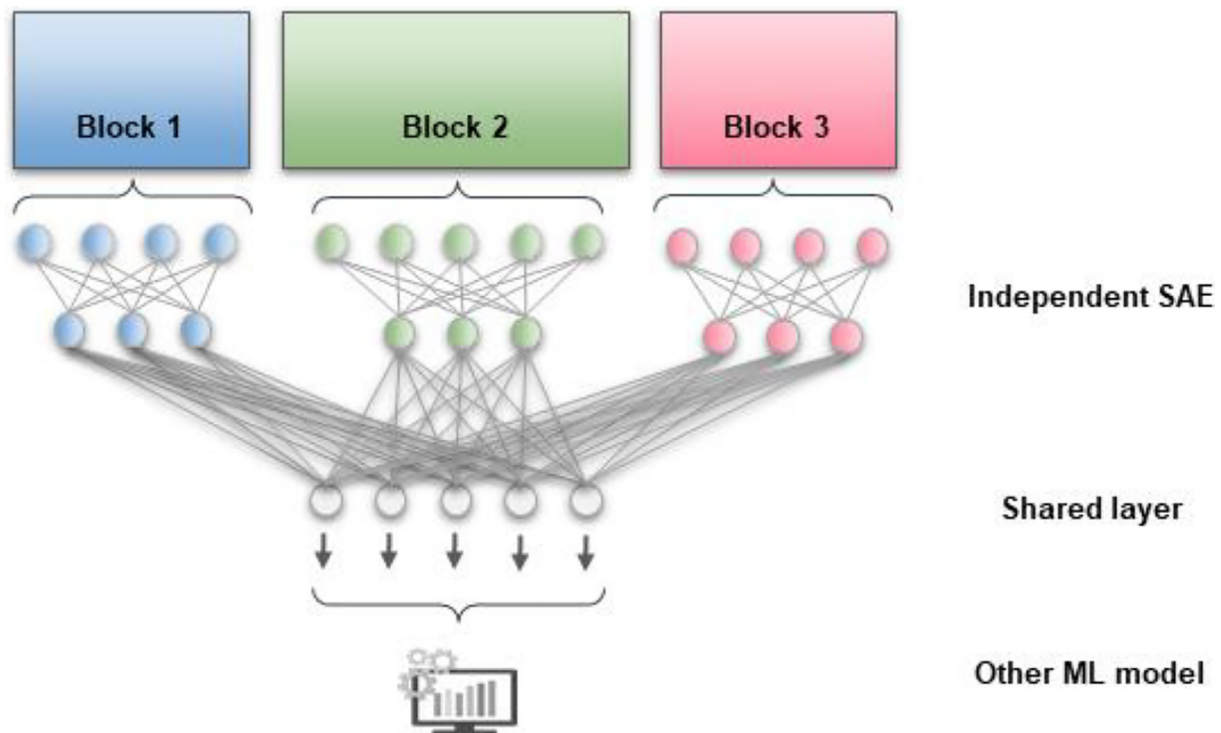 Block 1
Block 2
Block 3
Independent SAE
Shared layer
Other ML model